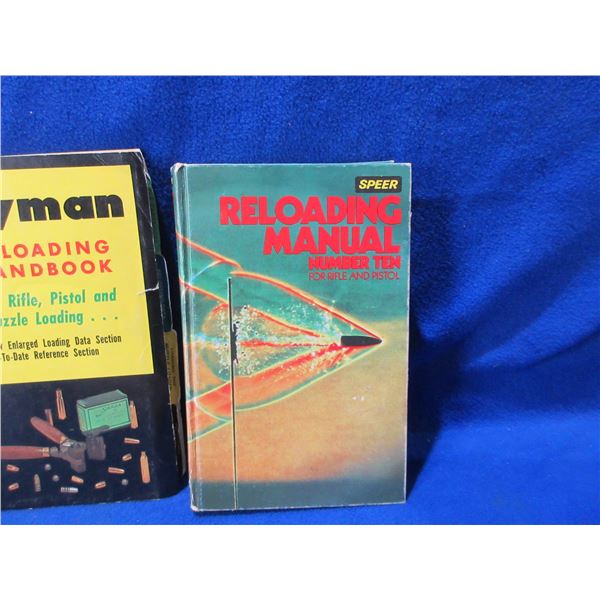 yman
LOADING
ANDBOOK
Rifle, Pistol and
zzle Loading . . .
Enlarged Loading Data Section
-To-Date Reference Section
SPEER
RELOADING
MANUAL
NUMBER TEN
FOR RIFLE AND PISTOL